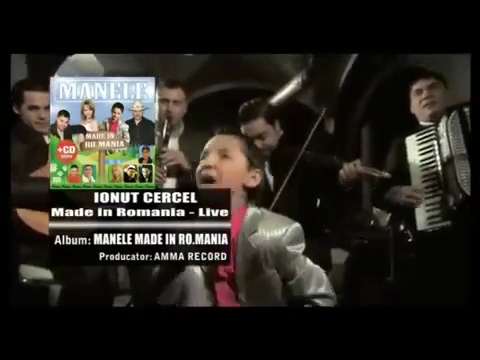 MANELE
MADE IN
RO.MANIA
+CD
IONUT CERCEL
Made in Romania - Live
Album: MANELE MADE IN RO.MANIA
Producator: AMMA RECORD